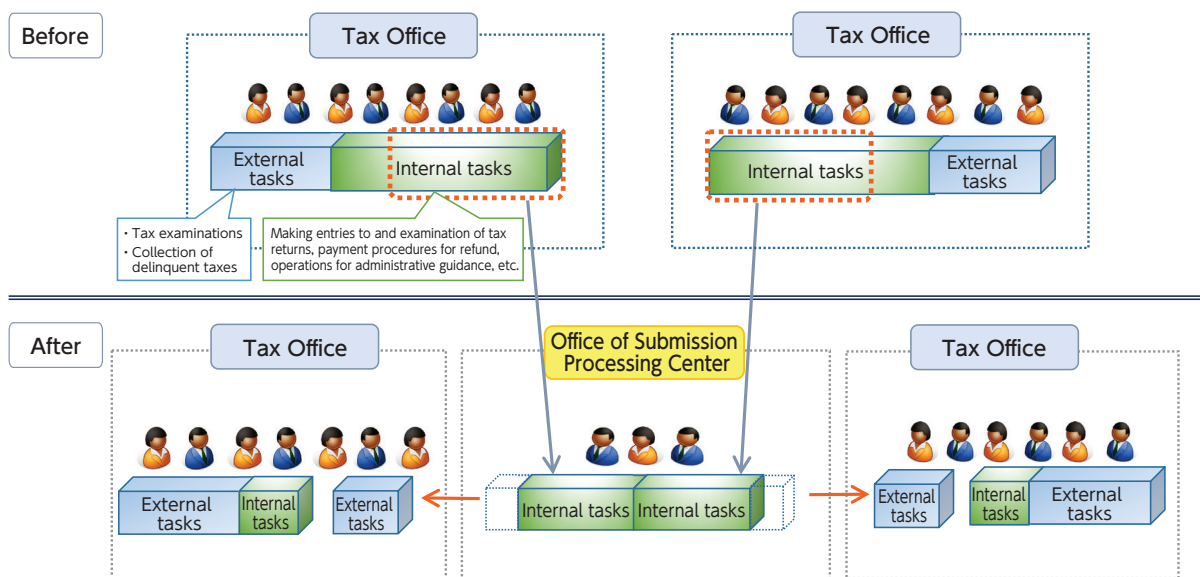 Before
Tax Office
Tax Office
External
tasks
Internal tasks
Internal tasks
External
tasks
・Tax examinations
・Collection of
delinquent taxes
Making entries to and examination of tax
returns, payment procedures for refund,
operations for administrative guidance, etc.
After
Tax Office
Office of Submission
Processing Center
Tax Office
External
tasks
Internal
tasks
External
tasks
Internal tasks
Internal tasks
External
tasks
Internal
tasks
External
tasks